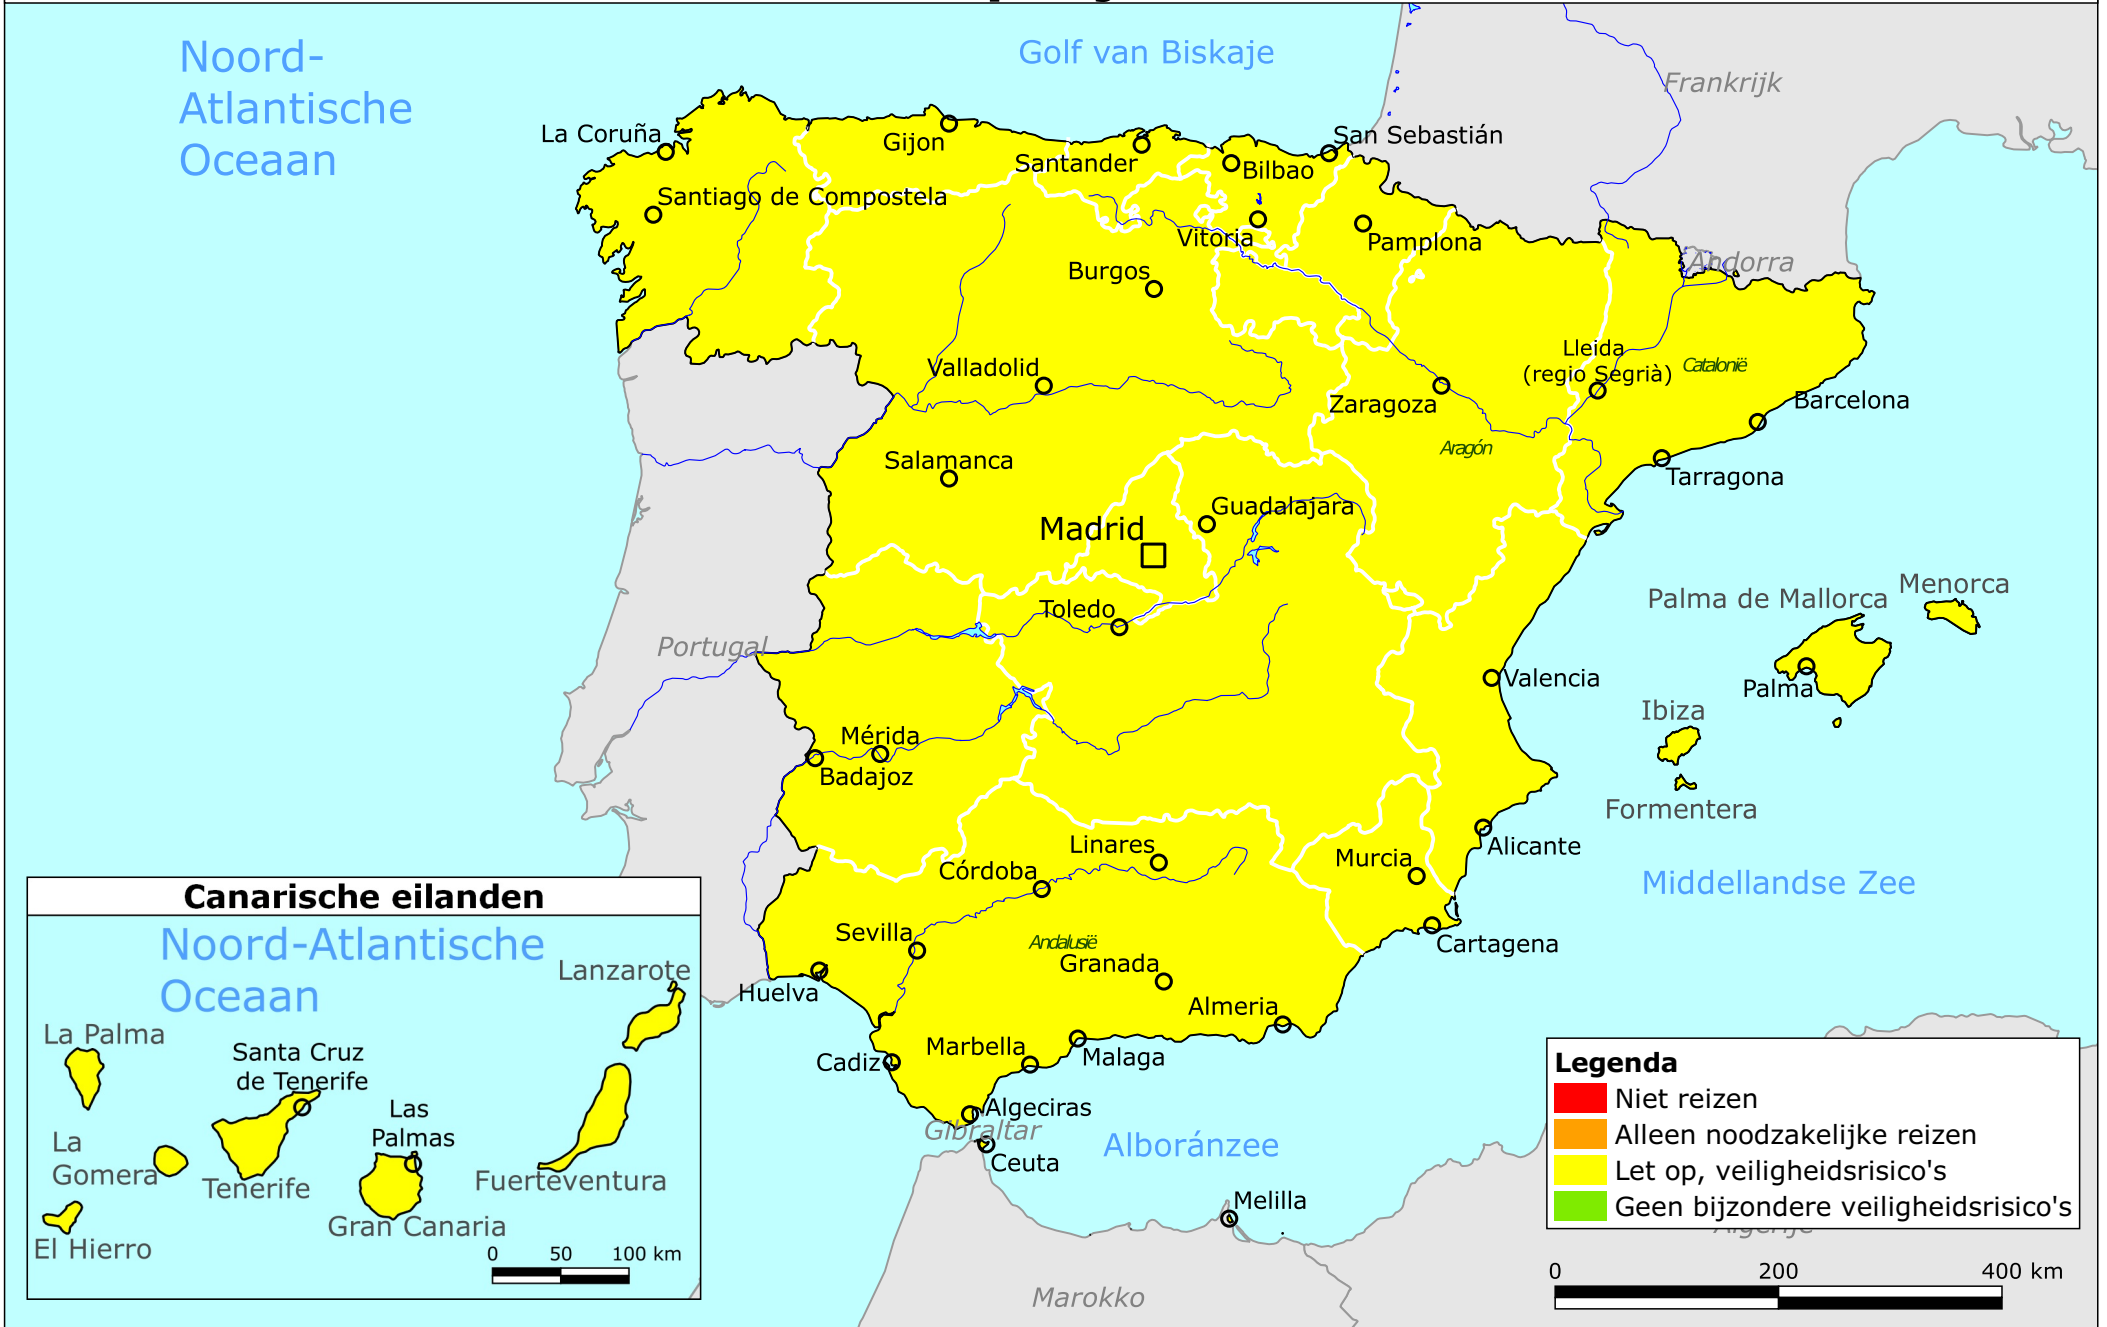 Noord-
Atlantische
Oceaan
Golf van Biskaje
Frankrijk
La Coruña
Gijon
Santander
Bilbao
San Sebastián
Santiago de Compostela
Vitoria
Pamplona
Andorra
Burgos
Valladolid
Lleida
(regio Segrià)
Catalonië
Zaragoza
Barcelona
Aragón
Salamanca
Tarragona
Guadalajara
Madrid
Toledo
Palma de Mallorca
Menorca
Portugal
Valencia
Palma
Ibiza
Mérida
Badajoz
Formentera
Linares
Murcia
Alicante
Córdoba
Middellandse Zee
Sevilla
Andalusië
Granada
Cartagena
Huelva
Almeria
Marbella
Malaga
Cadiz
Algeciras
Gibraltar
Ceuta
Alboránzee
Melilla
Marokko
Algerije
Canarische eilanden
Noord-Atlantische
Oceaan
Lanzarote
La Palma
Santa Cruz
de Tenerife
Las
Palmas
La
Gomera
Tenerife
Fuerteventura
Gran Canaria
El Hierro
0 50 100 km
Legenda
Niet reizen
Alleen noodzakelijke reizen
Let op, veiligheidsrisico's
Geen bijzondere veiligheidsrisico's
0 200 400 km